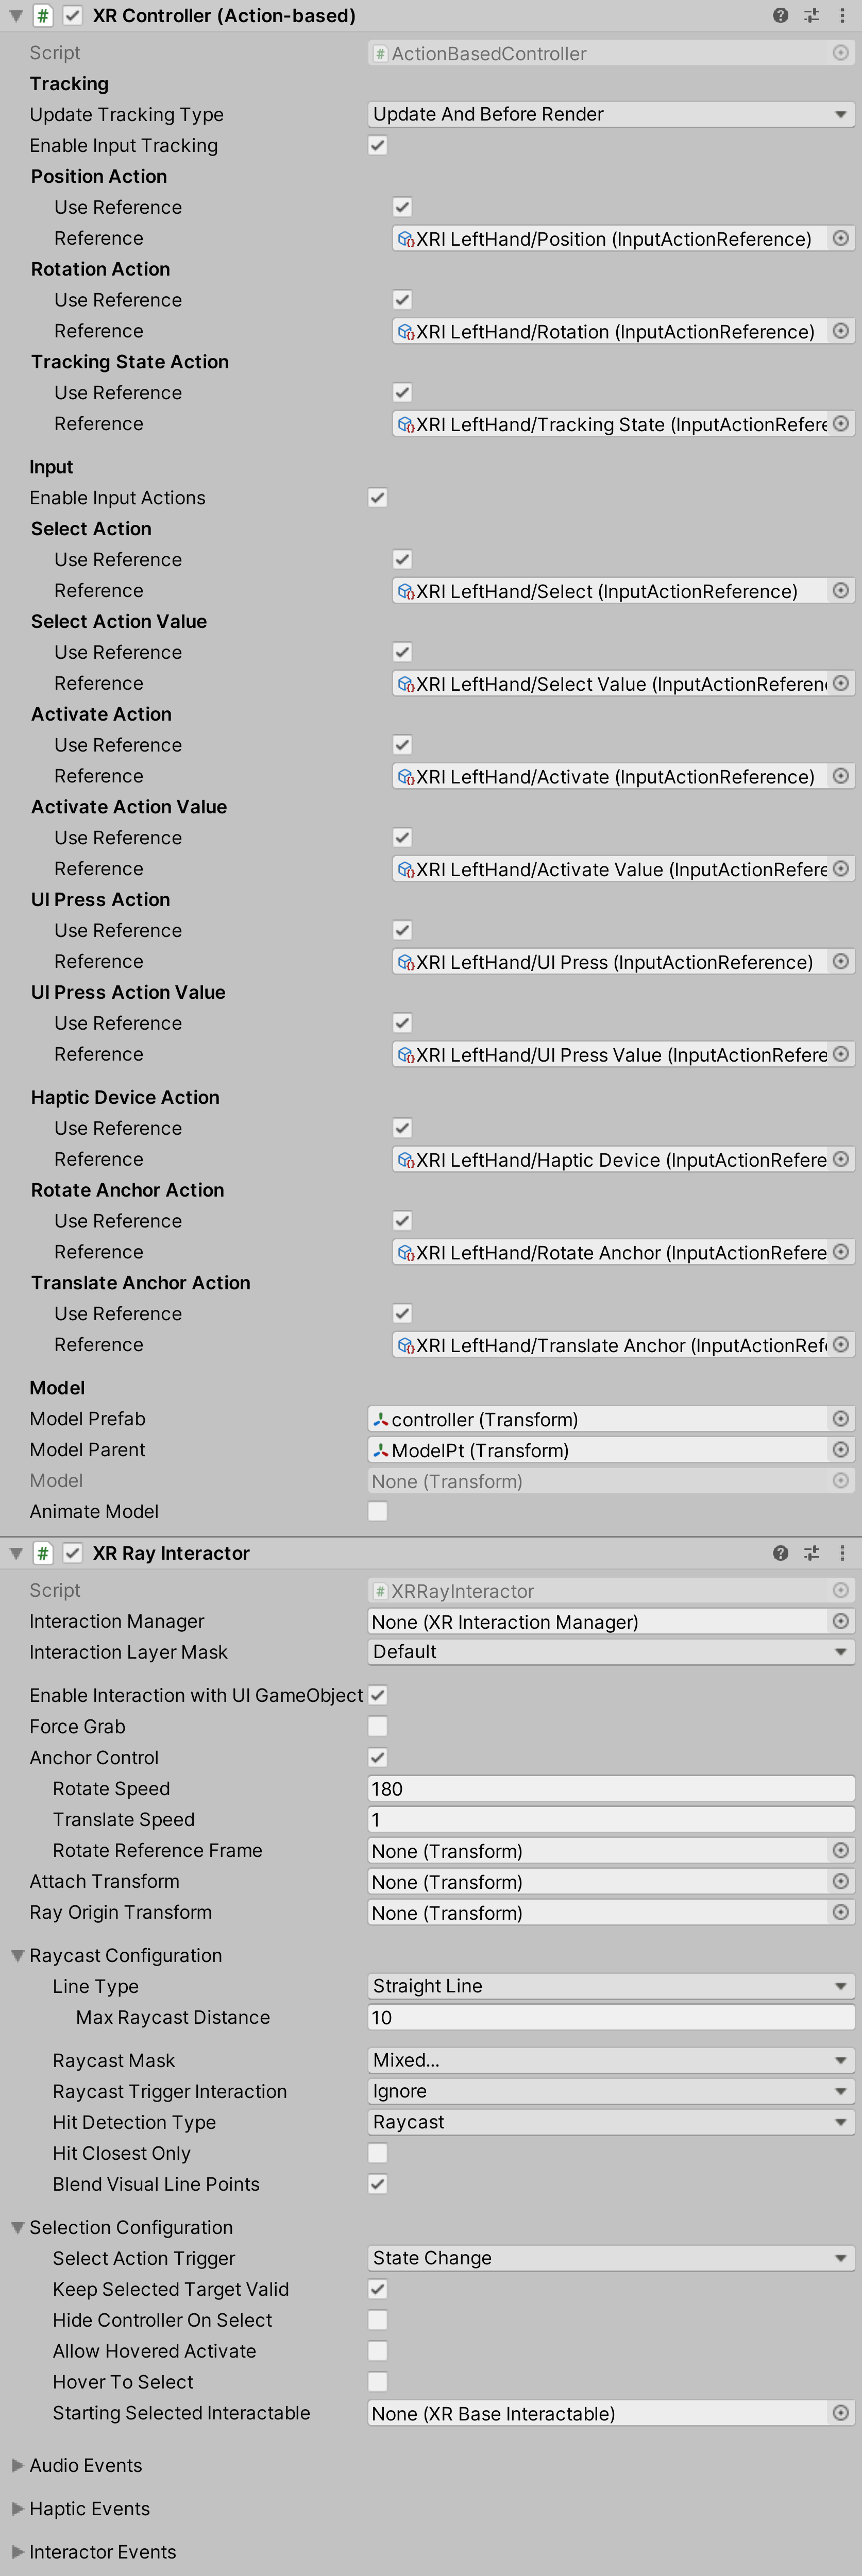 XR Controller (Action-based)
Script ActionBasedController
Tracking
Update Tracking Type Update And Before Render
Enable Input Tracking
Position Action
Use Reference
Reference XRI LeftHand/Position (InputActionReference)
Rotation Action
Use Reference
Reference XRI LeftHand/Rotation (InputActionReference)
Tracking State Action
Use Reference
Reference XRI LeftHand/Tracking State (InputActionRefere
Input
Enable Input Actions
Select Action
Use Reference
Reference XRI LeftHand/Select (InputActionReference)
Select Action Value
Use Reference
Reference XRI LeftHand/Select Value (InputActionReferen
Activate Action
Use Reference
Reference XRI LeftHand/Activate (InputActionReference)
Activate Action Value
Use Reference
Reference XRI LeftHand/Activate Value (InputActionRefere
UI Press Action
Use Reference
Reference XRI LeftHand/UI Press (InputActionReference)
UI Press Action Value
Use Reference
Reference XRI LeftHand/UI Press Value (InputActionRefere
Haptic Device Action
Use Reference
Reference XRI LeftHand/Haptic Device (InputActionRefere
Rotate Anchor Action
Use Reference
Reference XRI LeftHand/Rotate Anchor (InputActionRefere
Translate Anchor Action
Use Reference
Reference XRI LeftHand/Translate Anchor (InputActionRef
Model
Model Prefab controller (Transform)
Model Parent ModelPt (Transform)
Model None (Transform)
Animate Model
XR Ray Interactor
Script XRRayInteractor
Interaction Manager None (XR Interaction Manager)
Interaction Layer Mask Default
Enable Interaction with UI GameObject
Force Grab
Anchor Control
Rotate Speed 180
Translate Speed 1
Rotate Reference Frame None (Transform)
Attach Transform None (Transform)
Ray Origin Transform None (Transform)
Raycast Configuration
Line Type Straight Line
Max Raycast Distance 10
Raycast Mask Mixed...
Raycast Trigger Interaction Ignore
Hit Detection Type Raycast
Hit Closest Only
Blend Visual Line Points
Selection Configuration
Select Action Trigger State Change
Keep Selected Target Valid
Hide Controller On Select
Allow Hovered Activate
Hover To Select
Starting Selected Interactable None (XR Base Interactable)
Audio Events
Haptic Events
Interactor Events